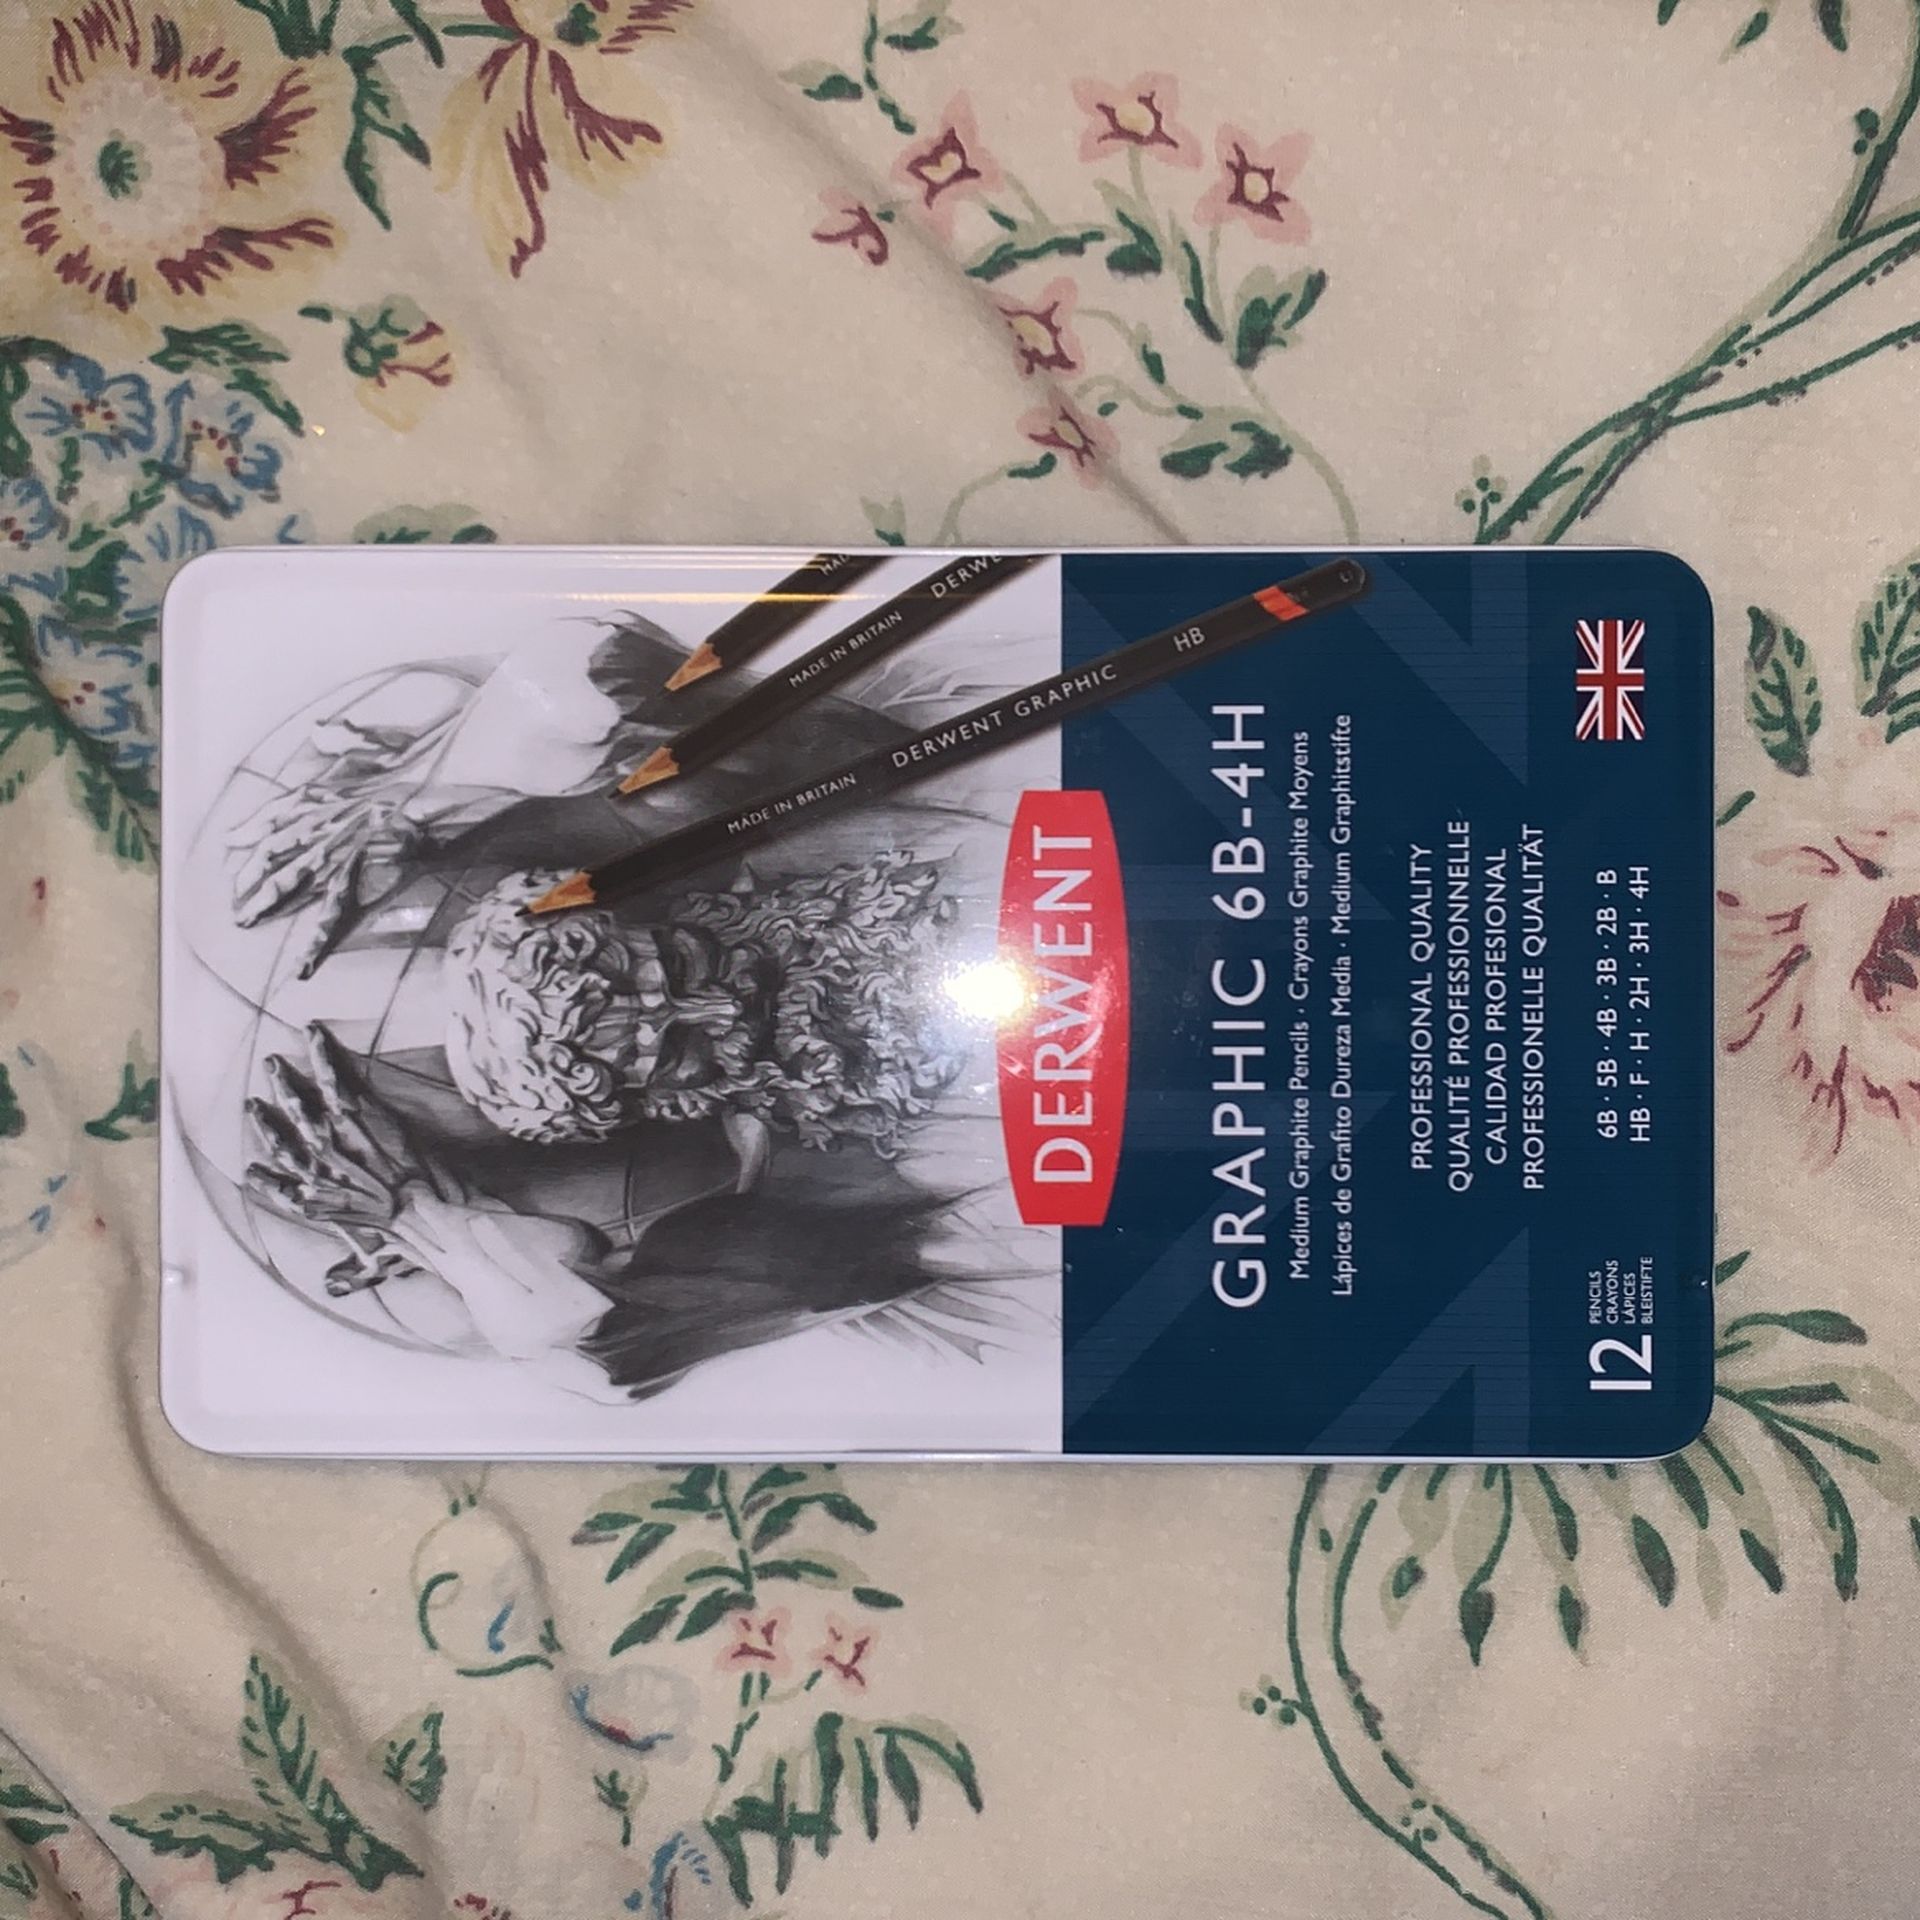 MADE IN BRITAIN DERWE
MADE IN BRITAIN DERWENT GRAPHIC HB
DERWENT
GRAPHIC 6B-4H
Medium Graphite Pencils · Crayons Graphite Moyens
Lápices de Grafito Dureza Media · Medium Graphitstifte
PROFESSIONAL QUALITY
QUALITÉ PROFESSIONNELLE
CALIDAD PROFESIONAL
PROFESSIONELLE QUALITÄT
12
PENCILS
CRAYONS
LÁPICES
BLEISTIFTE
6B · 5B · 4B · 3B · 2B · B
HB · F · H · 2H · 3H · 4H